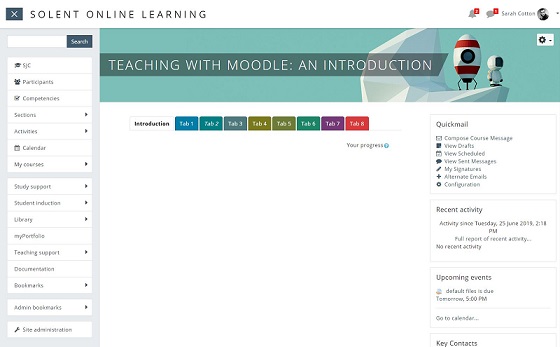 SOLENT ONLINE LEARNING
2
1
Sarah Cotton
Search
SJC
Participants
Competencies
Sections
Activities
Calendar
My courses
Study support
Student induction
Library
myPortfolio
Teaching support
Documentation
Bookmarks
Admin bookmarks
Site administration
TEACHING WITH MOODLE: AN INTRODUCTION
Introduction Tab 1 Tab 2 Tab 3 Tab 4 Tab 5 Tab 6 Tab 7 Tab 8
Your progress
Quickmail
Compose Course Message
View Drafts
View Scheduled
View Sent Messages
My Signatures
Alternate Emails
Configuration
Recent activity
Activity since Tuesday, 25 June 2019, 2:18
PM
Full report of recent activity...
No recent activity
Upcoming events
default files is due
Tomorrow, 5:00 PM
Go to calendar...
Key Contacts